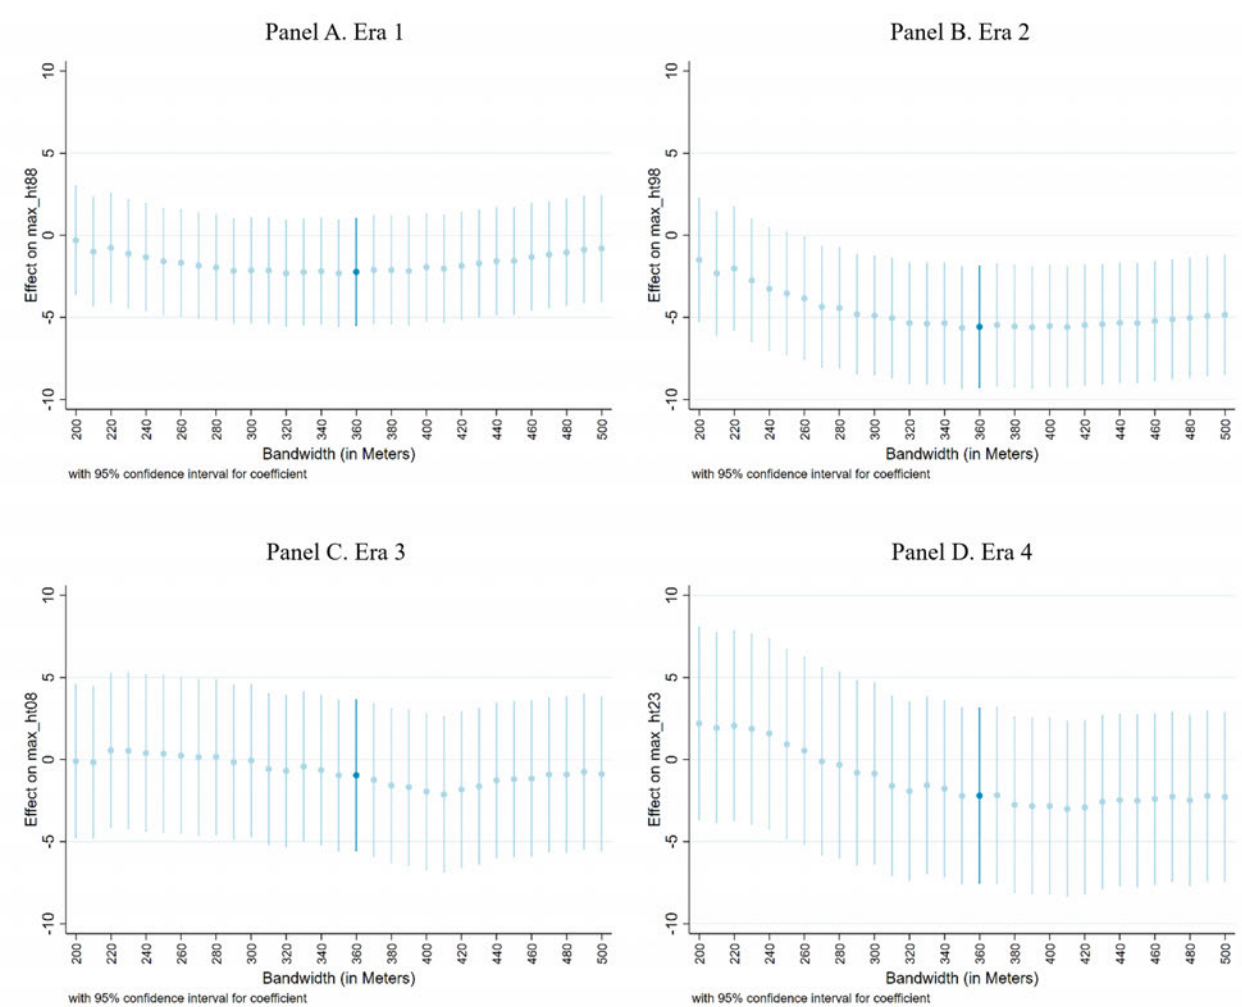 Panel A. Era 1
Effect on max_ht88
10
5
0
-5
-10
200 220 240 260 280 300 320 340 360 380 400 420 440 460 480 500
Bandwidth (in Meters)
with 95% confidence interval for coefficient
Panel B. Era 2
Effect on max_ht98
10
5
0
-5
-10
200 220 240 260 280 300 320 340 360 380 400 420 440 460 480 500
Bandwidth (in Meters)
with 95% confidence interval for coefficient
Panel C. Era 3
Effect on max_ht08
10
5
0
-5
-10
200 220 240 260 280 300 320 340 360 380 400 420 440 460 480 500
Bandwidth (in Meters)
with 95% confidence interval for coefficient
Panel D. Era 4
Effect on max_ht23
10
5
0
-5
-10
200 220 240 260 280 300 320 340 360 380 400 420 440 460 480 500
Bandwidth (in Meters)
with 95% confidence interval for coefficient